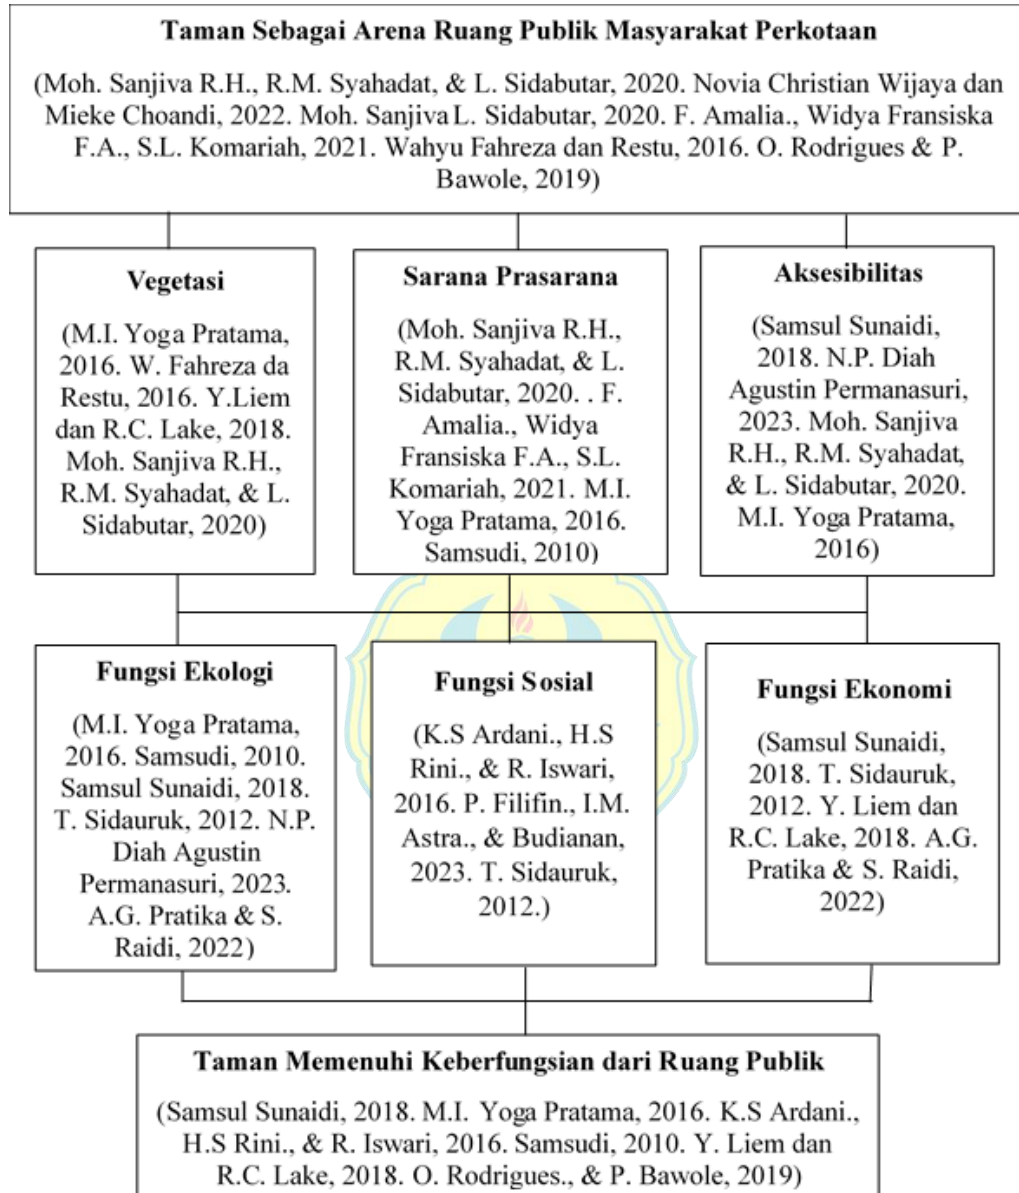 Taman Sebagai Arena Ruang Publik Masyarakat Perkotaan
(Moh. Sanjiva R.H., R.M. Syahadat, & L. Sidabutar, 2020. Novia Christian Wijaya dan
Mieke Choandi, 2022. Moh. Sanjiva L. Sidabutar, 2020. F. Amalia., Widya Fransiska
F.A., S.L. Komariah, 2021. Wahyu Fahreza dan Restu, 2016. O. Rodrigues & P.
Bawole, 2019)
Vegetasi
(M.I. Yoga Pratama,
2016. W. Fahreza da
Restu, 2016. Y.Liem
dan R.C. Lake, 2018.
Moh. Sanjiva R.H.,
R.M. Syahadat, & L.
Sidabutar, 2020)
Sarana Prasarana
(Moh. Sanjiva R.H.,
R.M. Syahadat, & L.
Sidabutar, 2020. . F.
Amalia., Widya
Fransiska F.A., S.L.
Komariah, 2021. M.I.
Yoga Pratama, 2016.
Samsudi, 2010)
Aksesibilitas
(Samsul Sunaidi,
2018. N.P. Diah
Agustin Permanasuri,
2023. Moh. Sanjiva
R.H., R.M. Syahadat,
& L. Sidabutar, 2020.
M.I. Yoga Pratama,
2016)
Fungsi Ekologi
(M.I. Yoga Pratama,
2016. Samsudi, 2010.
Samsul Sunaidi, 2018.
T. Sidauruk, 2012. N.P.
Diah Agustin
Permanasuri, 2023.
A.G. Pratika & S.
Raidi, 2022)
Fungsi Sosial
(K.S Ardani., H.S
Rini., & R. Iswari,
2016. P. Filifin., I.M.
Astra., & Budianan,
2023. T. Sidauruk,
2012.)
Fungsi Ekonomi
(Samsul Sunaidi,
2018. T. Sidauruk,
2012. Y. Liem dan
R.C. Lake, 2018. A.G.
Pratika & S. Raidi,
2022)
Taman Memenuhi Keberfungsian dari Ruang Publik
(Samsul Sunaidi, 2018. M.I. Yoga Pratama, 2016. K.S Ardani.,
H.S Rini., & R. Iswari, 2016. Samsudi, 2010. Y. Liem dan
R.C. Lake, 2018. O. Rodrigues., & P. Bawole, 2019)